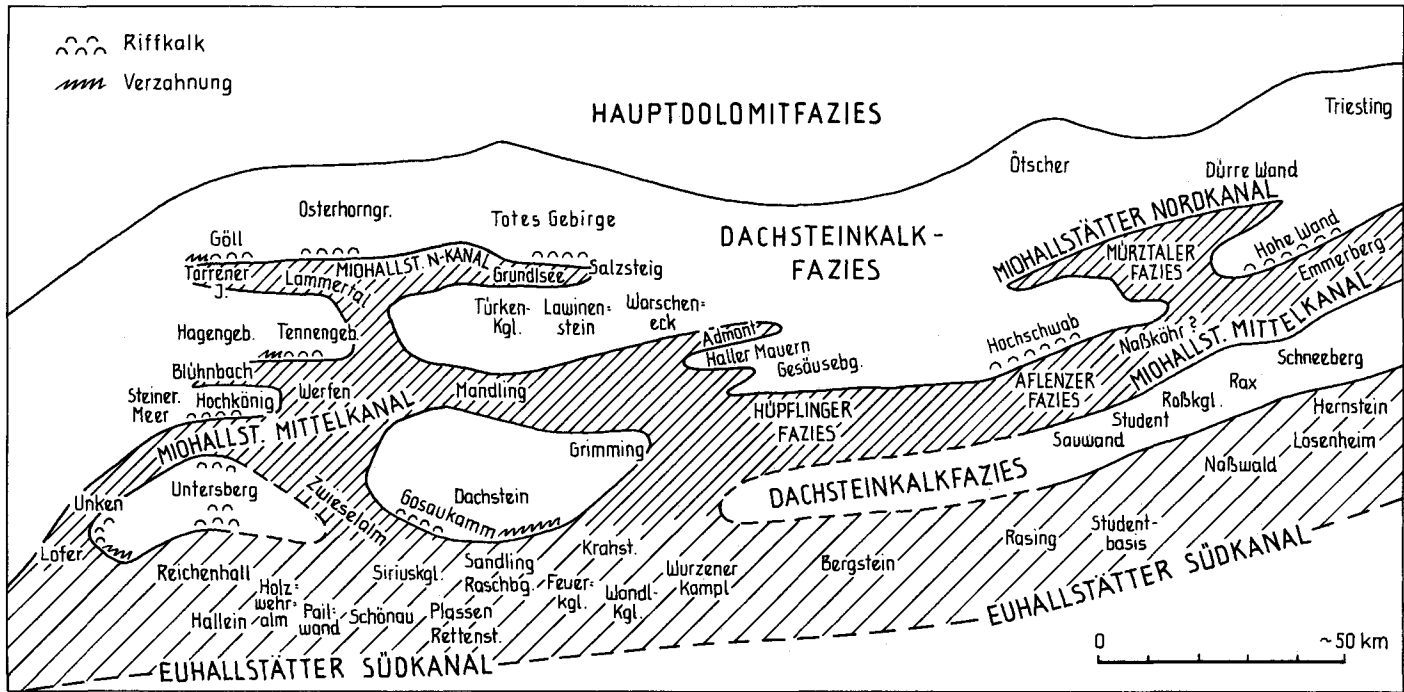 Riffkalk
Verzahnung
HAUPTDOLOMITFAZIES
Triesting
Ötscher
Dürre Wand
Osterhorngr.
Totes Gebirge
Göll
DACHSTEINKALK-
FAZIES
MIOHALLSTÄTTER NORDKANAL
MÜRZTALER
FAZIES
Hohe Wand
Emmerberg
MIOHALLST. N-KANAL
Torrener
J.
Lammertal
Grundlsee
Salzsteig
Türken-
Kgl.
Lawinen=
stein
Warschen=
eck
Admont
Haller Mauern
Gesäusebg.
Hochschwab
Naßköhr ?
MIOHALLST. MITTELKANAL
Hagengeb.
Tennengeb.
Blühnbach
Steiner.
Meer
Hochkönig
Werfen
Mandling
HÜPFLINGER
FAZIES
AFLENZER
FAZIES
Schneeberg
Rax
Roßkgl.
Student
Sauwand
Hernstein
Losenheim
Naßwald
MIOHALLST. MITTELKANAL
Grimming
DACHSTEINKALKFAZIES
Unken
Untersberg
Zwieselalm
Gosaukamm
Dachstein
Lofer
Reichenhall
Hallein
Holz=
wehr=
alm
Pail=
wand
Siriuskgl.
Schönau
Sandling
Raschbg.
Plassen
Rettenst.
Krahst.
Feuer=
kgl.
Wandl-
Kgl.
Wurzener
Kampl
Bergstein
Rasing
Student-
basis
EUHALLSTÄTTER SÜDKANAL
EUHALLSTÄTTER SÜDKANAL
0 ~50 km